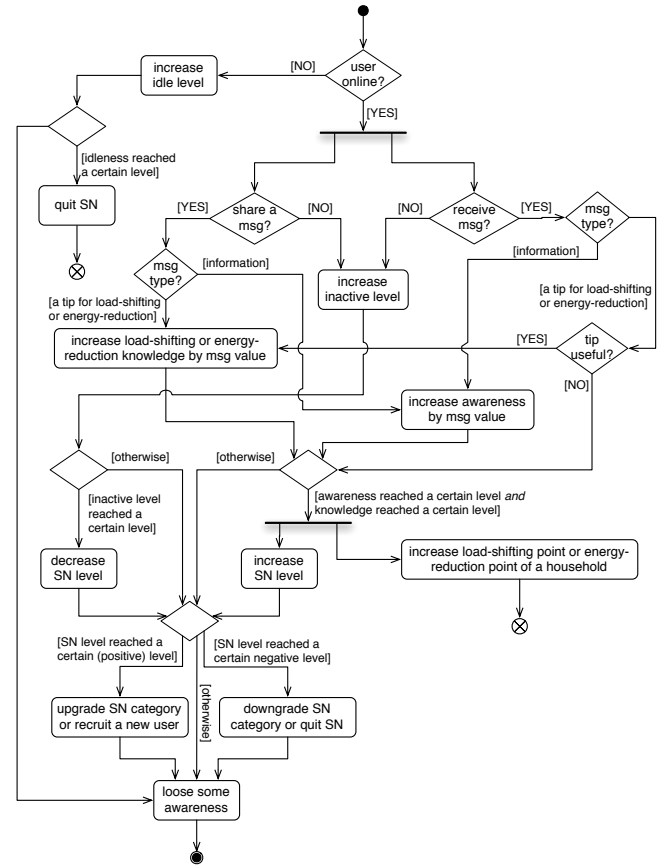 increase
idle level
[NO]
user
online?
[YES]
[idleness reached
a certain level]
quit SN
[YES]
share a
msg?
[NO]
[NO]
receive
msg?
[YES]
msg
type?
msg
type?
[information]
[information]
increase
inactive level
[a tip for load-shifting
or energy-reduction]
[a tip for load-shifting
or energy-reduction]
increase load-shifting or energy-
reduction knowledge by msg value
[YES]
tip
useful?
[NO]
increase awareness
by msg value
[otherwise]
[otherwise]
[inactive level
reached a
certain level]
[awareness reached a certain level and
knowledge reached a certain level]
decrease
SN level
increase
SN level
increase load-shifting point or energy-
reduction point of a household
[SN level reached a
certain (positive) level]
[SN level reached a
certain negative level]
[otherwise]
upgrade SN category
or recruit a new user
downgrade SN
category or quit SN
loose some
awareness